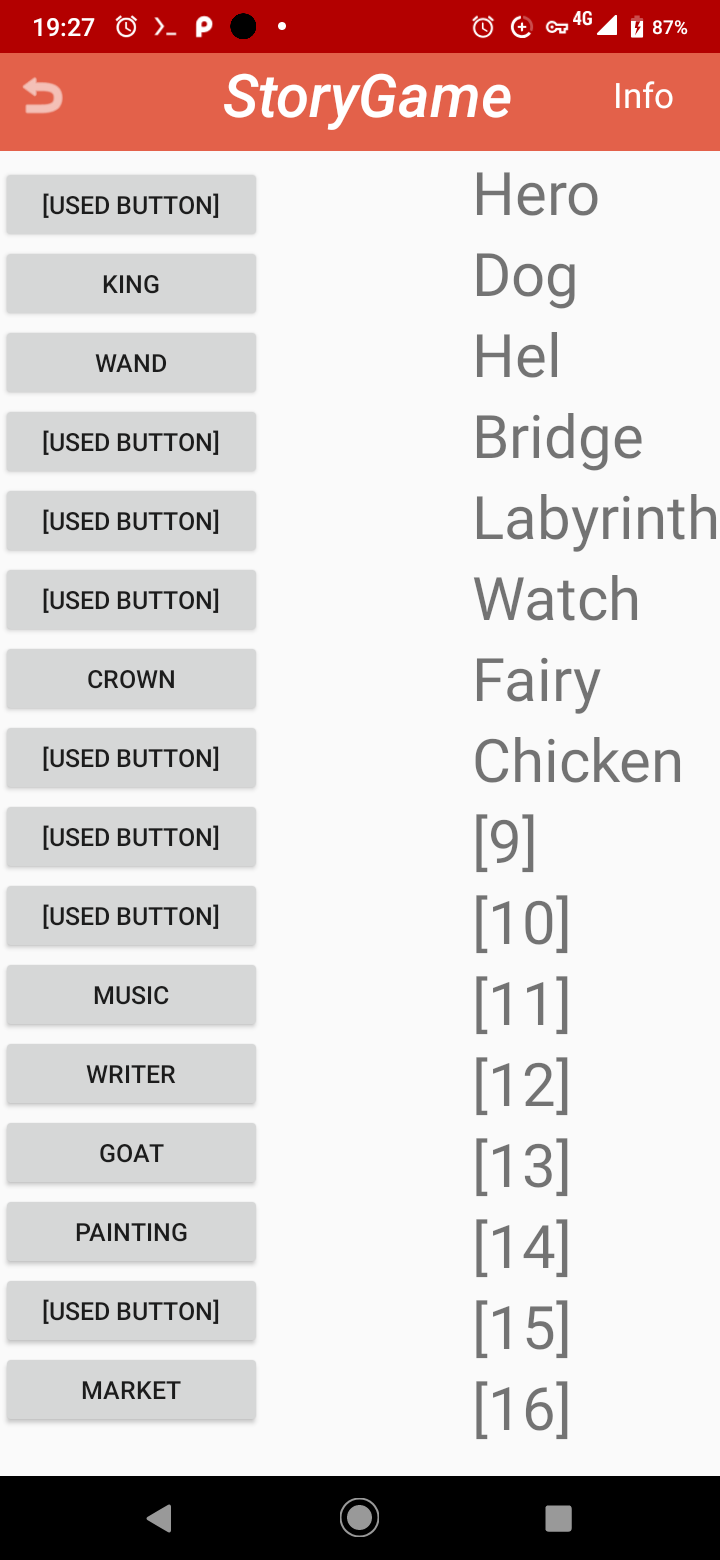 19:27 4G 87%
StoryGame Info
[USED BUTTON]
KING
WAND
[USED BUTTON]
[USED BUTTON]
[USED BUTTON]
CROWN
[USED BUTTON]
[USED BUTTON]
[USED BUTTON]
MUSIC
WRITER
GOAT
PAINTING
[USED BUTTON]
MARKET
Hero
Dog
Hel
Bridge
Labyrinth
Watch
Fairy
Chicken
[9]
[10]
[11]
[12]
[13]
[14]
[15]
[16]